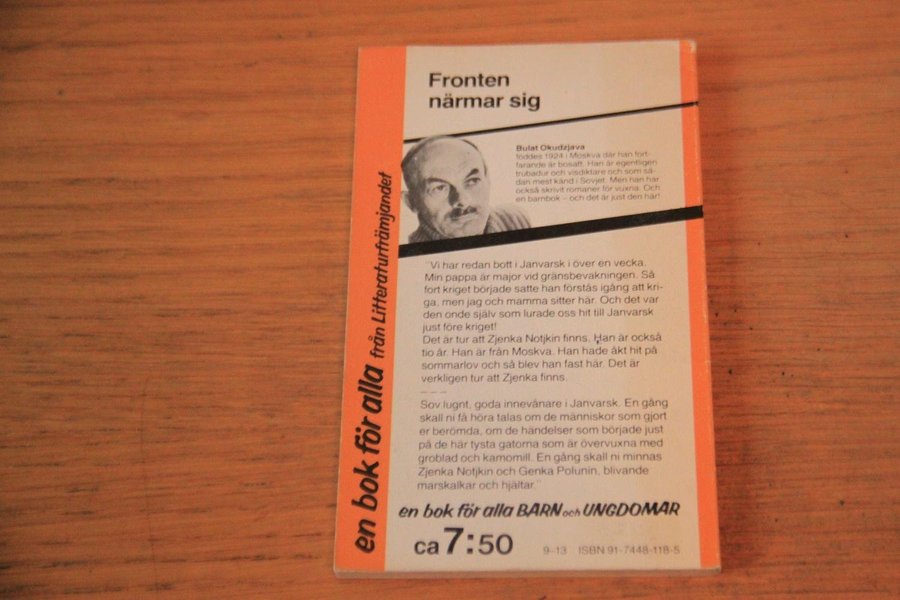 Fronten
närmar sig
Bulat Okudzjava
föddes 1924 i Moskva där han fort-
farande är bosatt. Han är egentligen
trubadur och visdiktare och som så-
dan mest känd i Sovjet. Men han har
också skrivit romaner för vuxna. Och
en barnbok – och det är just den här!
"Vi har redan bott i Janvarsk i över en vecka.
Min pappa är major vid gränsbevakningen. Så
fort kriget började satte han förstås igång att kri-
ga, men jag och mamma sitter här. Och det var
den onde själv som lurade oss hit till Janvarsk
just före kriget!
Det är tur att Zjenka Notjkin finns. Han är också
tio år. Han är från Moskva. Han hade åkt hit på
sommarlov och så blev han fast här. Det är
verkligen tur att Zjenka finns.
– – –
Sov lugnt, goda innevånare i Janvarsk. En gång
skall ni få höra talas om de människor som gjort
er berömda, om de händelser som började just
på de här tysta gatorna som är övervuxna med
groblad och kamomill. En gång skall ni minnas
Zjenka Notjkin och Genka Polunin, blivande
marskalkar och hjältar."
en bok för alla BARN och UNGDOMAR
ca 7:50
9–13 ISBN 91-7448-118-5
en bok för alla från Litteraturfrämjandet